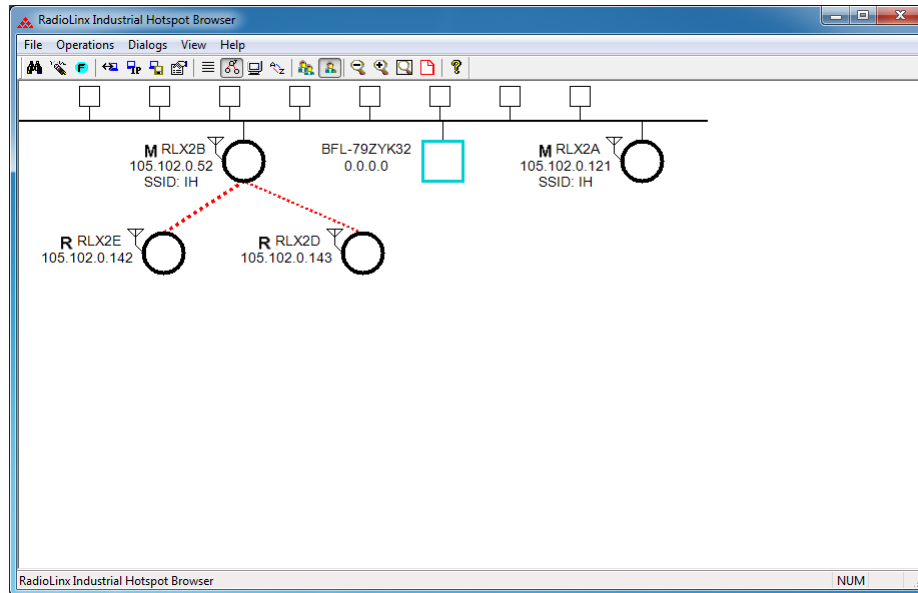 RadioLinx Industrial Hotspot Browser
File Operations Dialogs View Help
F IP ?
M RLX2B
105.102.0.52
SSID: IH
BFL-79ZYK32
0.0.0.0
M RLX2A
105.102.0.121
SSID: IH
R RLX2E
105.102.0.142
R RLX2D
105.102.0.143
RadioLinx Industrial Hotspot Browser NUM